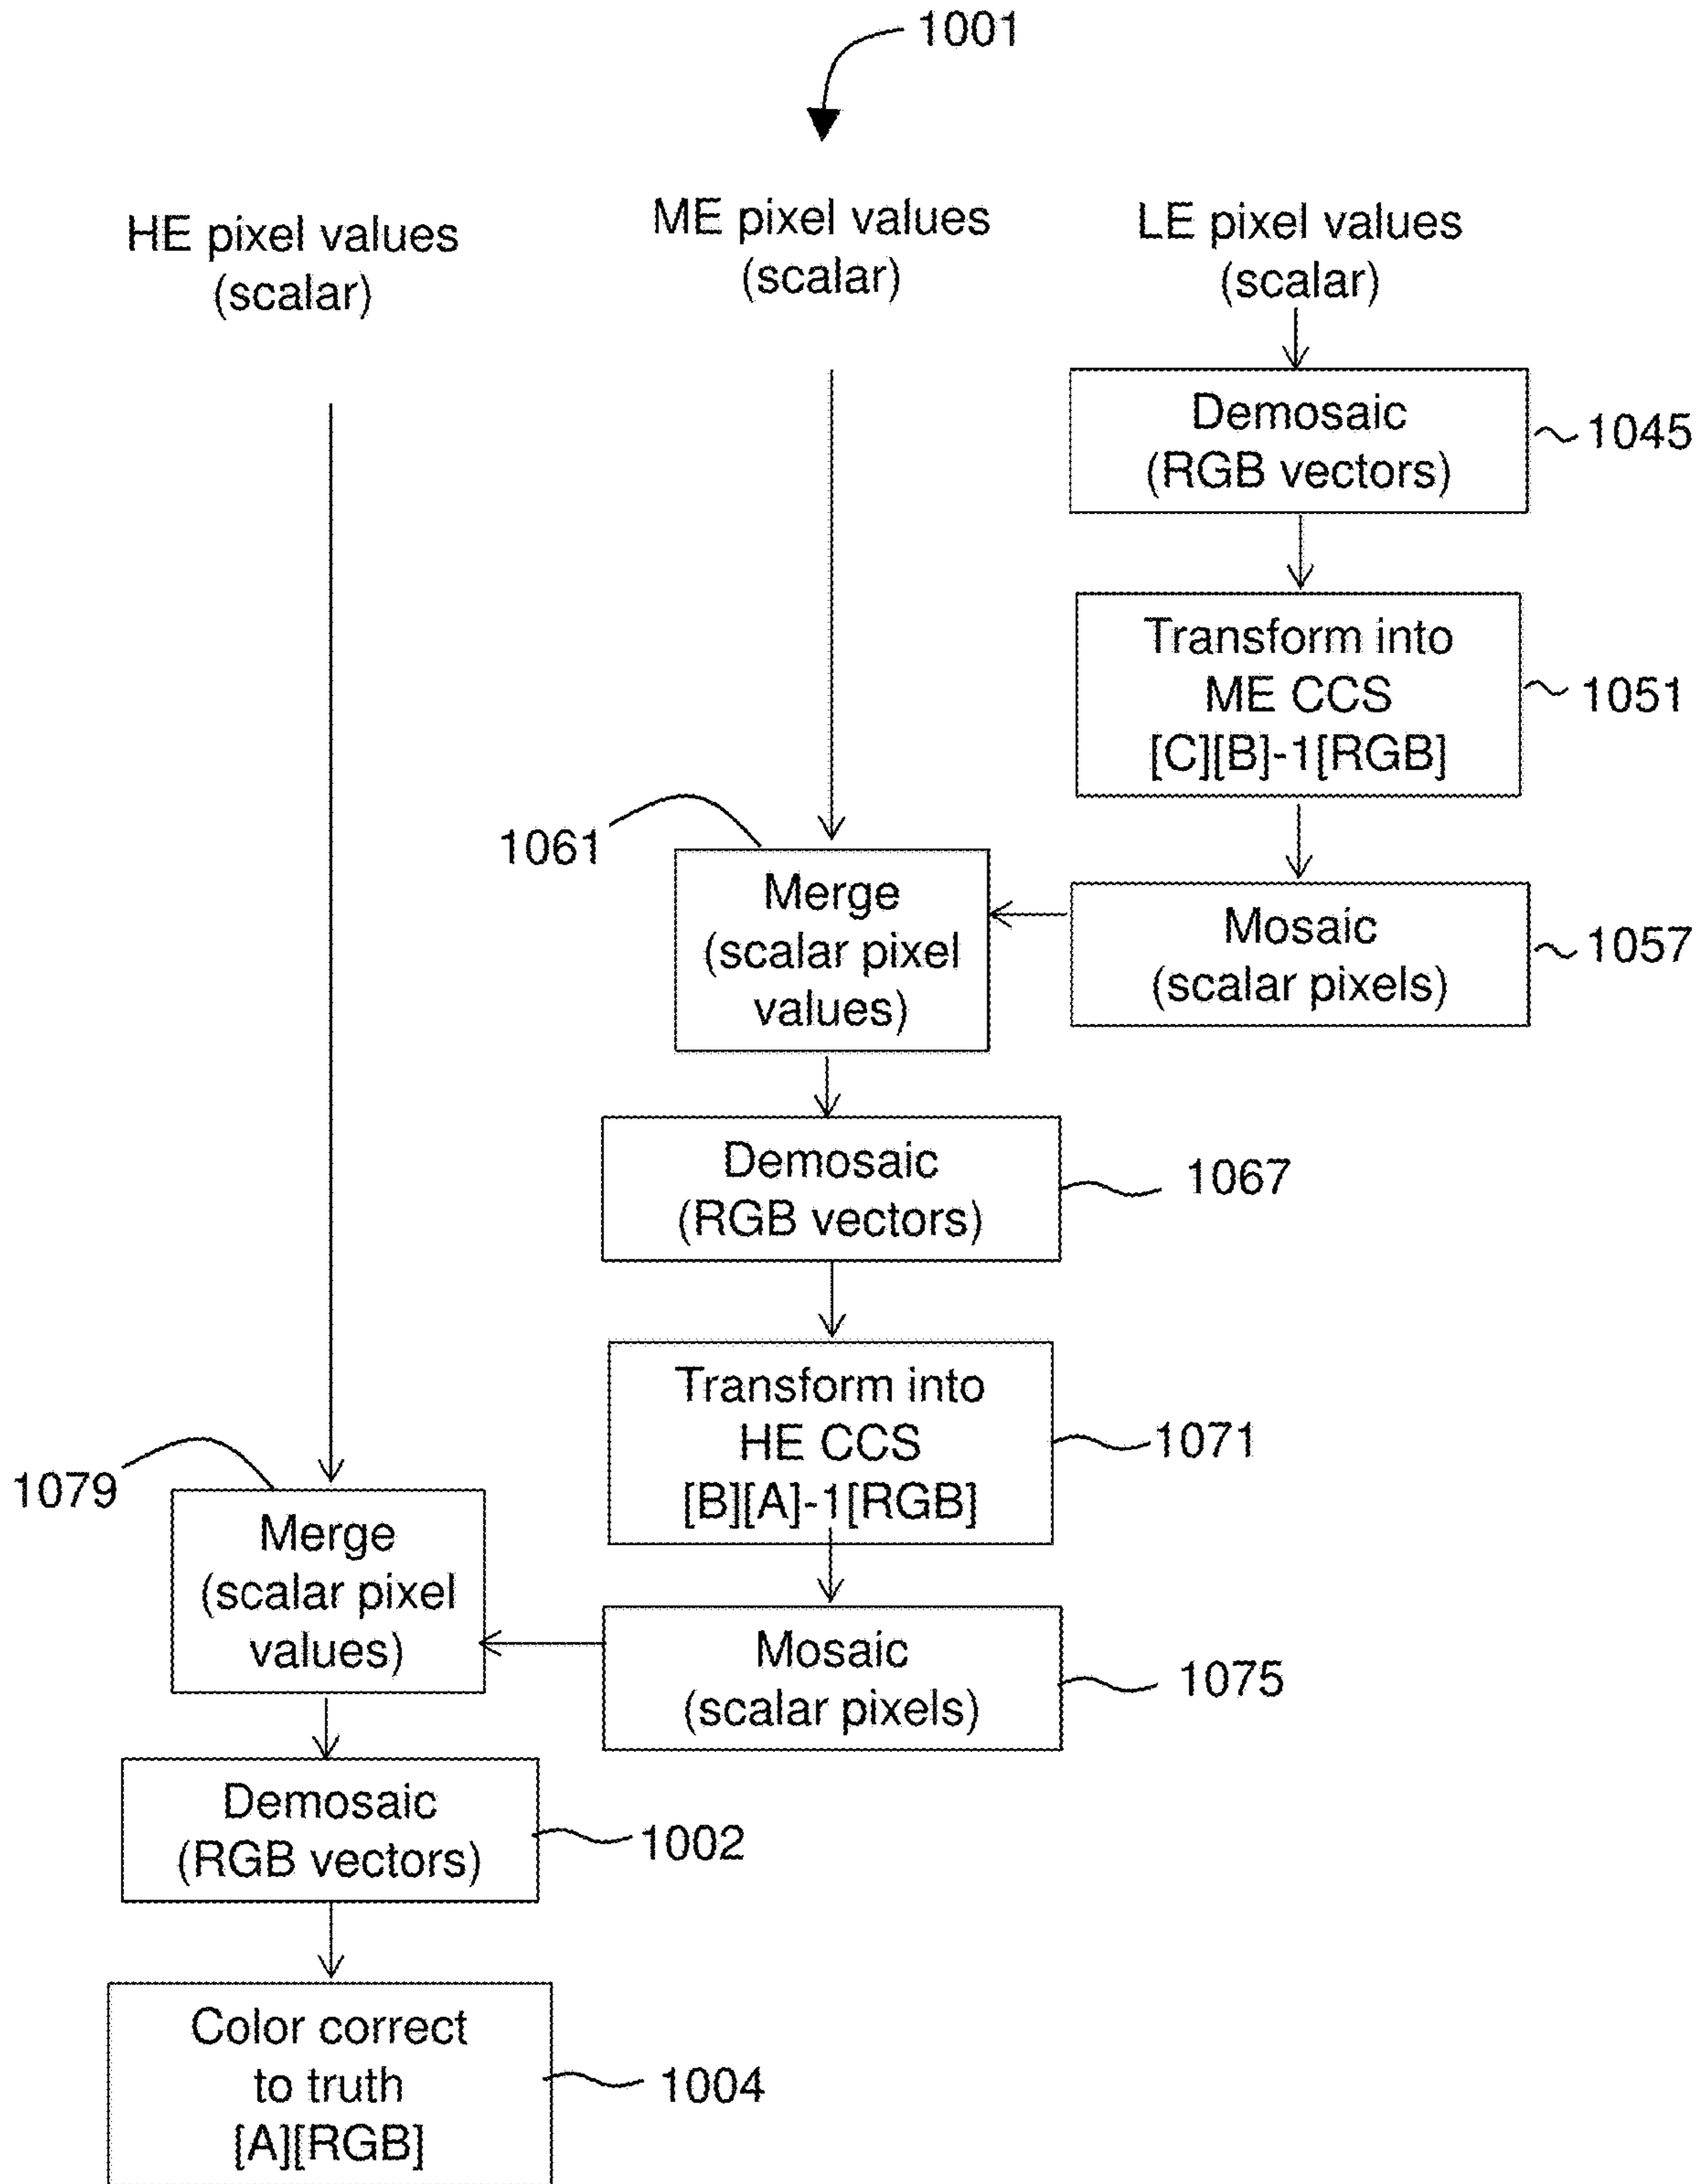 1001
HE pixel values
(scalar)
ME pixel values
(scalar)
LE pixel values
(scalar)
Demosaic
(RGB vectors)
1045
Transform into
ME CCS
[C][B]-1[RGB]
1051
1061
Merge
(scalar pixel
values)
Mosaic
(scalar pixels)
1057
Demosaic
(RGB vectors)
1067
Transform into
HE CCS
[B][A]-1[RGB]
1071
1079
Merge
(scalar pixel
values)
Mosaic
(scalar pixels)
1075
Demosaic
(RGB vectors)
1002
Color correct
to truth
[A][RGB]
1004